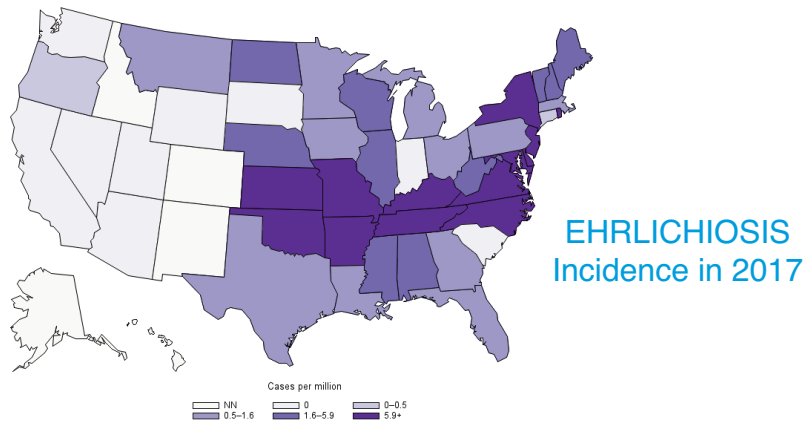 EHRLICHIOSIS
Incidence in 2017
Cases per million
NN 0 0–0.5
0.5–1.6 1.6–5.9 5.9+